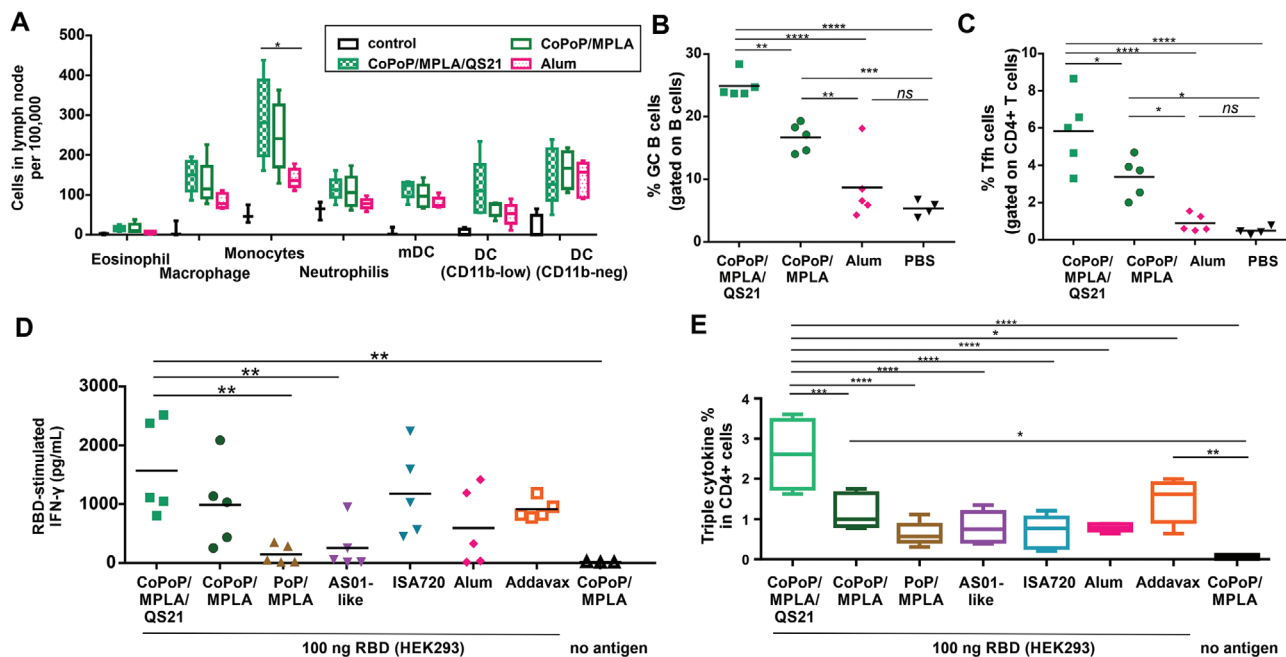 A
Cells in lymph node
per 100,000
500
400
300
200
100
0
*
control
CoPoP/MPLA
CoPoP/MPLA/QS21
Alum
Eosinophil
Macrophage
Monocytes
Neutrophilis
mDC
DC
(CD11b-low)
DC
(CD11b-neg)
B
% GC B cells
(gated on B cells)
30
20
10
0
****
****
**
***
**
ns
CoPoP/
MPLA/
QS21
CoPoP/
MPLA
Alum
PBS
C
% Tfh cells
(gated on CD4+ T cells)
10
8
6
4
2
0
****
****
*
*
*
ns
CoPoP/
MPLA/
QS21
CoPoP/
MPLA
Alum
PBS
D
RBD-stimulated
IFN-γ (pg/mL)
3000
2000
1000
0
**
**
**
CoPoP/
MPLA/
QS21
CoPoP/
MPLA
PoP/
MPLA
AS01-
like
ISA720
Alum
Addavax
CoPoP/
MPLA
100 ng RBD (HEK293)
no antigen
E
Triple cytokine %
in CD4+ cells
4
3
2
1
0
****
*
****
****
****
****
***
*
**
CoPoP/
MPLA/
QS21
CoPoP/
MPLA
PoP/
MPLA
AS01-
like
ISA720
Alum
Addavax
CoPoP/
MPLA
100 ng RBD (HEK293)
no antigen